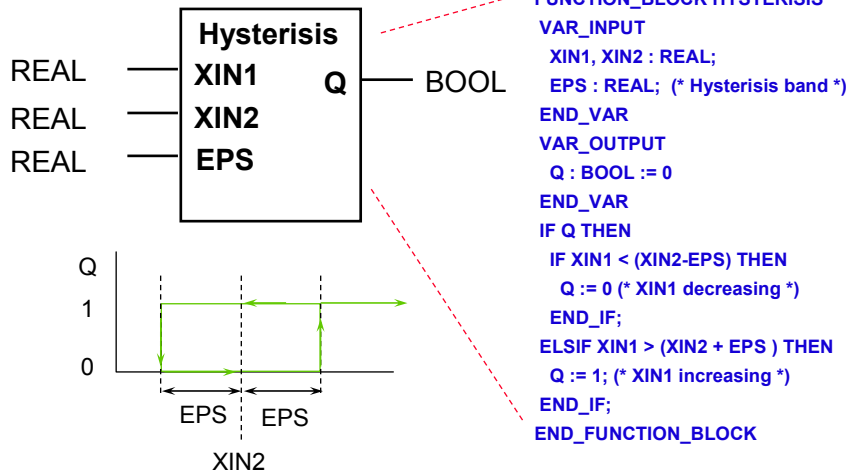 Hysterisis
REAL XIN1 Q BOOL
REAL XIN2
REAL EPS
Q
1
0
EPS EPS
XIN2
FUNCTION_BLOCK HYSTERISIS
VAR_INPUT
XIN1, XIN2 : REAL;
EPS : REAL; (* Hysterisis band *)
END_VAR
VAR_OUTPUT
Q : BOOL := 0
END_VAR
IF Q THEN
IF XIN1 < (XIN2-EPS) THEN
Q := 0 (* XIN1 decreasing *)
END_IF;
ELSIF XIN1 > (XIN2 + EPS ) THEN
Q := 1; (* XIN1 increasing *)
END_IF;
END_FUNCTION_BLOCK